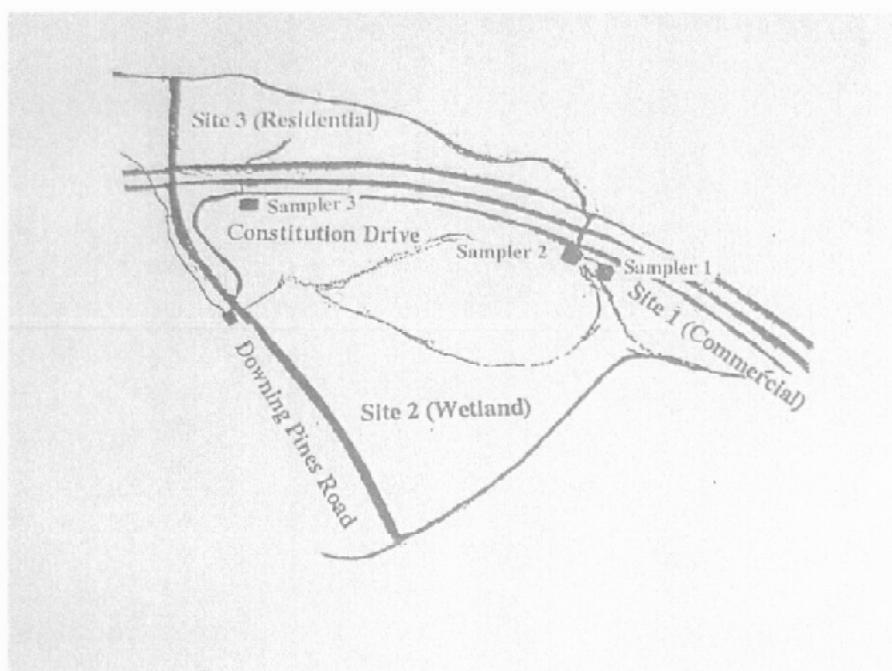 Site 3 (Residential)
Sampler 3
Constitution Drive
Sampler 2
Sampler 1
Site 1 (Commercial)
Downing Pines Road
Site 2 (Wetland)